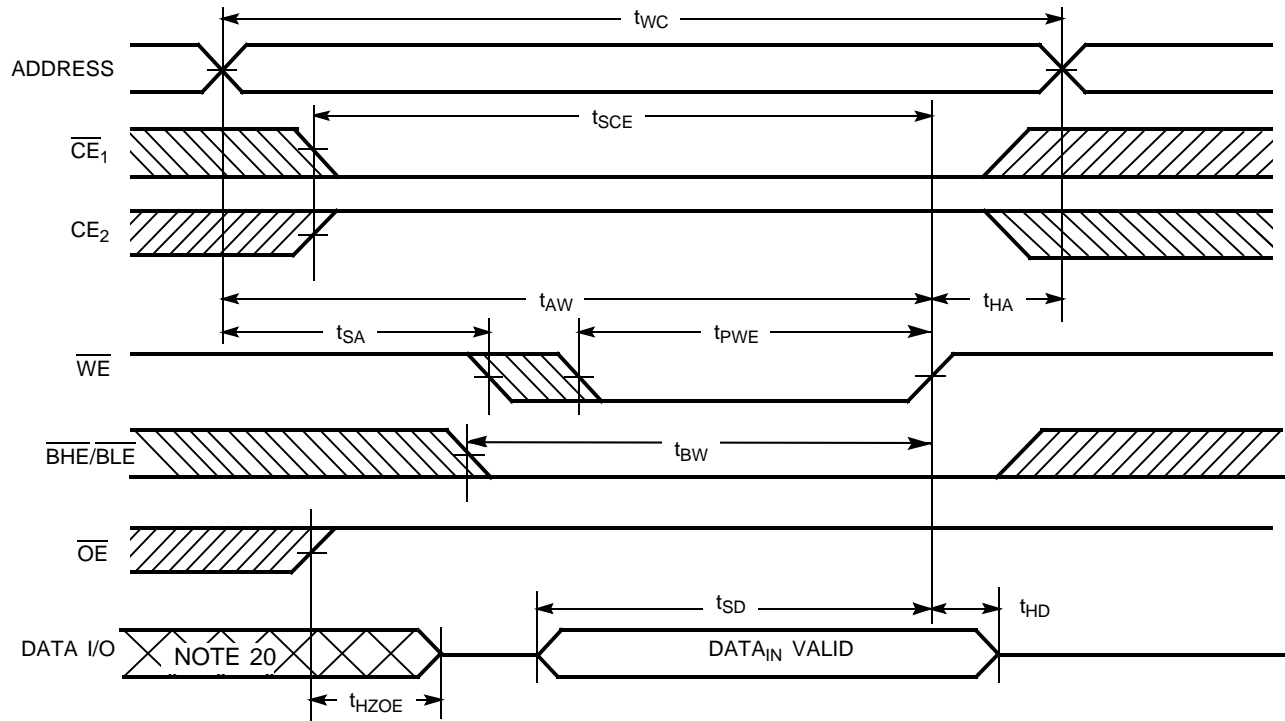 tWC
ADDRESS
tSCE
CE1
CE2
tAW
tHA
tSA
tPWE
WE
BHE/BLE
tBW
OE
tSD
tHD
DATA I/O
NOTE 20
DATAIN VALID
tHZOE